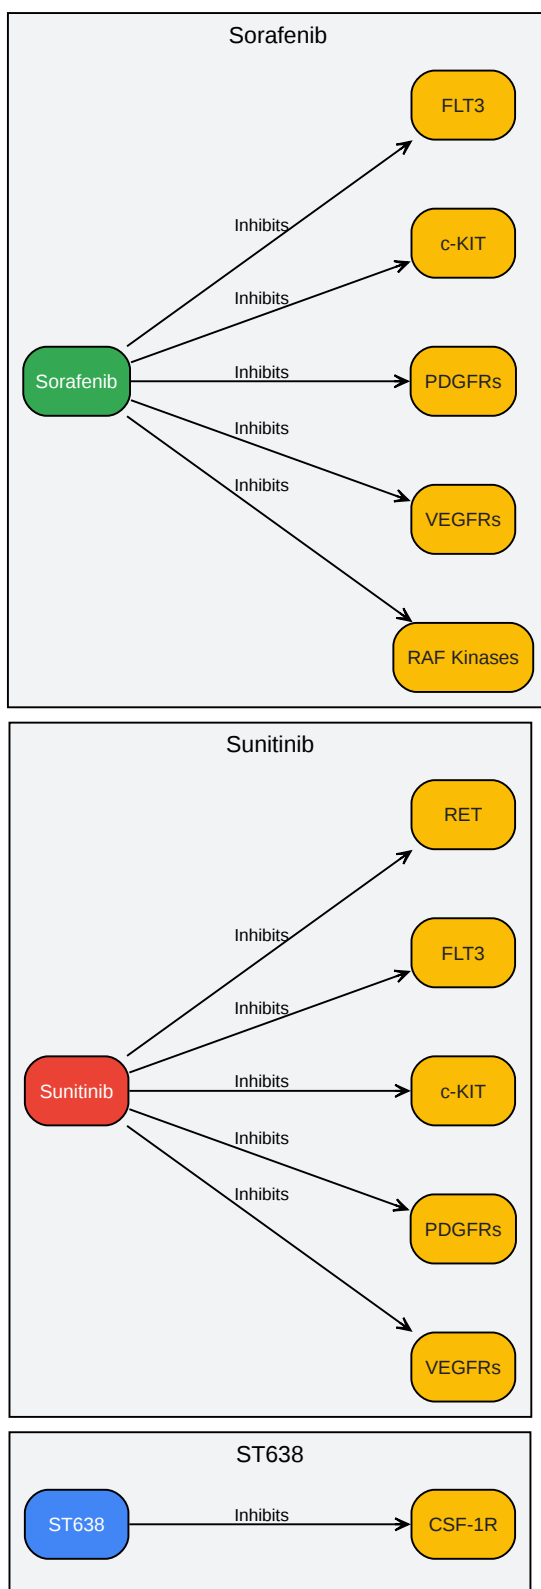 Sorafenib
FLT3
Inhibits
c-KIT
Inhibits
Sorafenib
Inhibits
PDGFRs
Inhibits
VEGFRs
Inhibits
RAF Kinases
Sunitinib
RET
Inhibits
FLT3
Inhibits
Sunitinib
Inhibits
c-KIT
Inhibits
PDGFRs
Inhibits
VEGFRs
ST638
ST638
Inhibits
CSF-1R